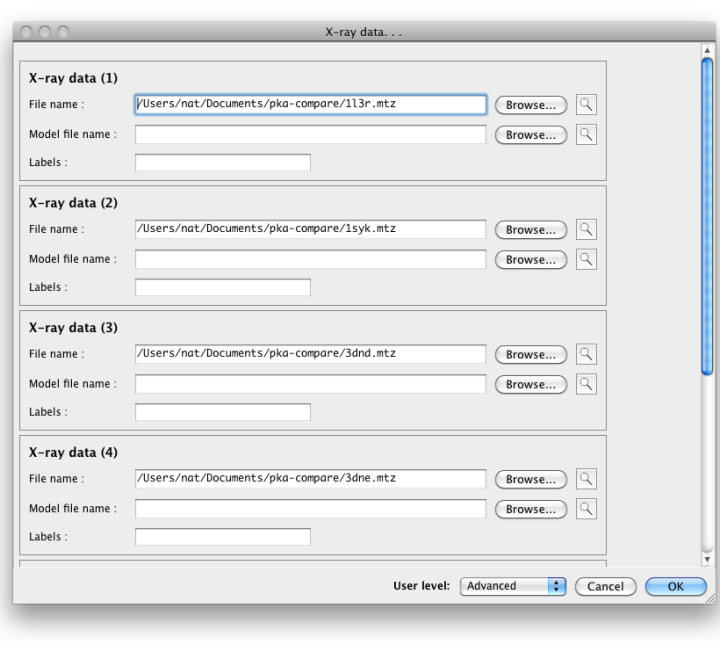 X-ray data. . .
X-ray data (1)
File name : /Users/nat/Documents/pka-compare/1l3r.mtz Browse...
Model file name : Browse...
Labels :
X-ray data (2)
File name : /Users/nat/Documents/pka-compare/1syk.mtz Browse...
Model file name : Browse...
Labels :
X-ray data (3)
File name : /Users/nat/Documents/pka-compare/3dnd.mtz Browse...
Model file name : Browse...
Labels :
X-ray data (4)
File name : /Users/nat/Documents/pka-compare/3dne.mtz Browse...
Model file name : Browse...
Labels :
User level: Advanced Cancel OK